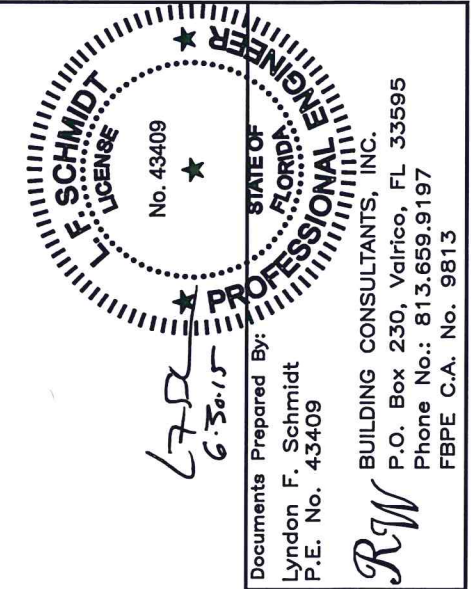 L. F. SCHMIDT
LICENSE
No. 43409
STATE OF
FLORIDA
PROFESSIONAL ENGINEER
6.30.15
Documents Prepared By:
Lyndon F. Schmidt
P.E. No. 43409
RW BUILDING CONSULTANTS, INC.
P.O. Box 230, Valrico, FL 33595
Phone No.: 813.659.9197
FBPE C.A. No. 9813